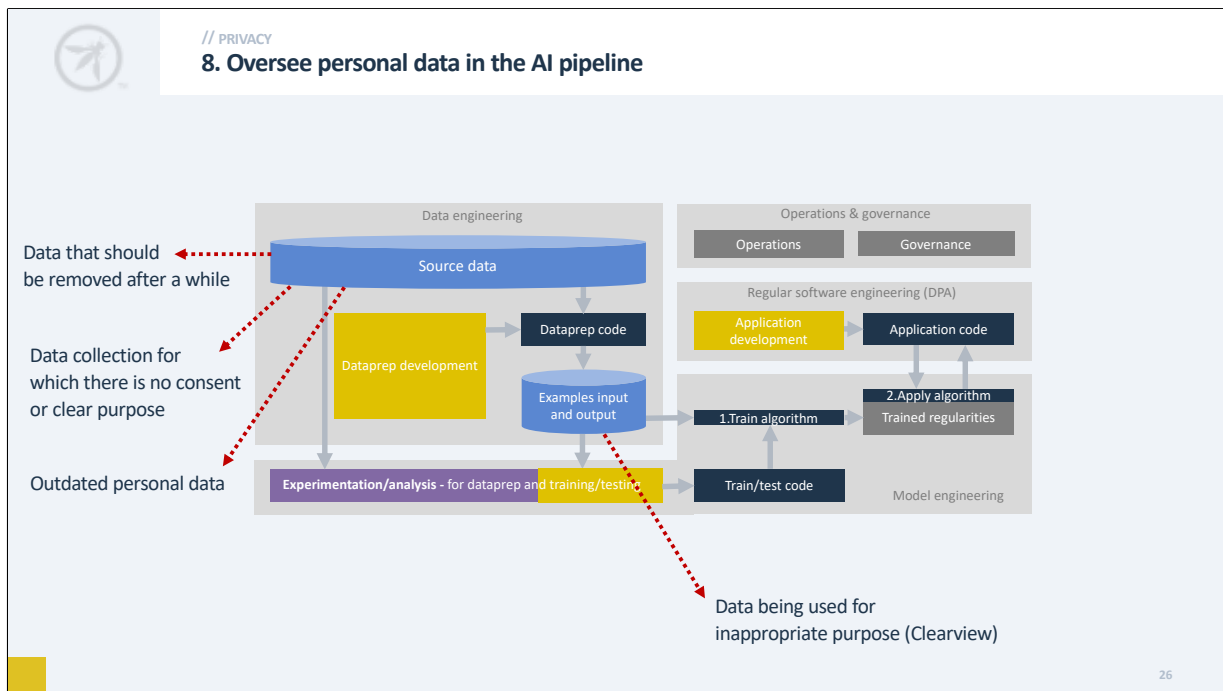 // PRIVACY
8. Oversee personal data in the AI pipeline
Data engineering
Source data
Dataprep development
Dataprep code
Examples input
and output
Experimentation/analysis - for dataprep and training/testing
Operations & governance
Operations
Governance
Regular software engineering (DPA)
Application
development
Application code
1.Train algorithm
2.Apply algorithm
Trained regularities
Train/test code
Model engineering
Data that should
be removed after a while
Data collection for
which there is no consent
or clear purpose
Outdated personal data
Data being used for
inappropriate purpose (Clearview)
26